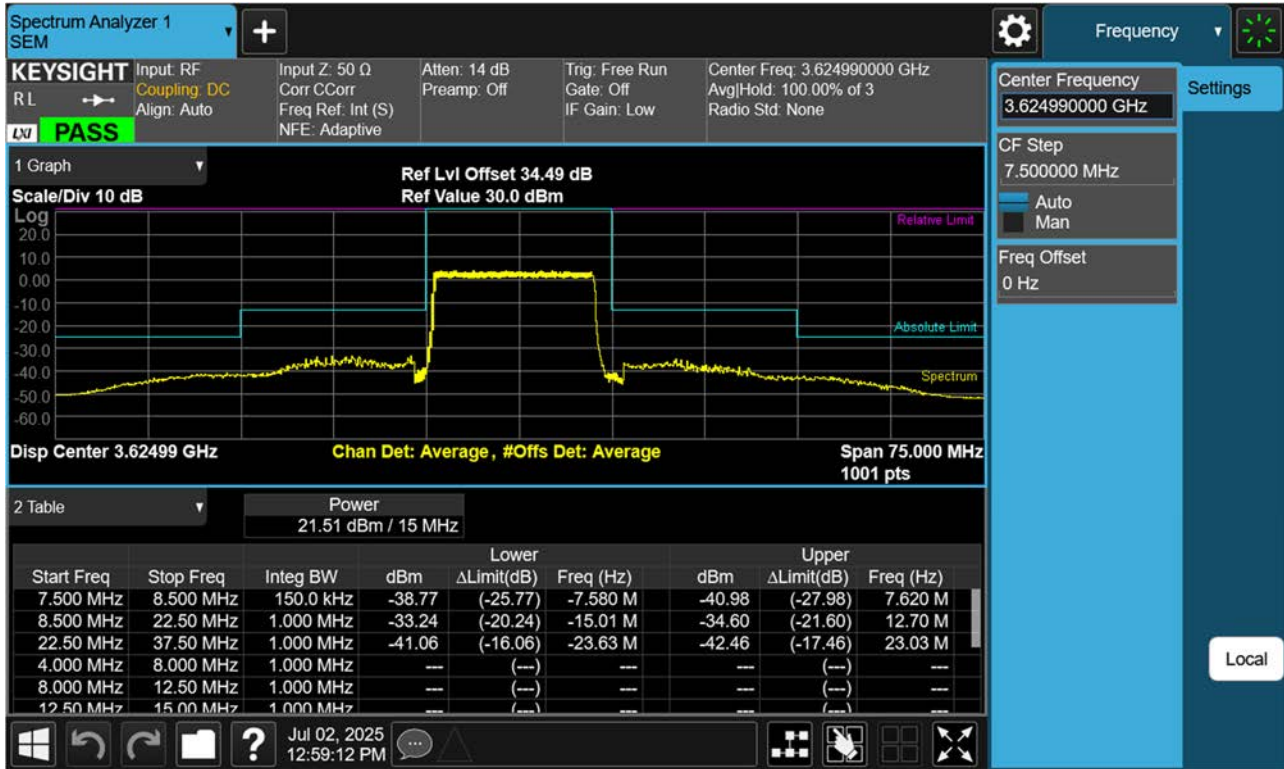 Spectrum Analyzer 1
SEM
Frequency
KEYSIGHT
RL
LXI
PASS
Input: RF
Coupling: DC
Align: Auto
Input Z: 50 Ω
Corr CCorr
Freq Ref: Int (S)
NFE: Adaptive
Atten: 14 dB
Preamp: Off
Trig: Free Run
Gate: Off
IF Gain: Low
Center Freq: 3.624990000 GHz
Avg|Hold: 100.00% of 3
Radio Std: None
Center Frequency
3.624990000 GHz
Settings
CF Step
7.500000 MHz
Auto
Man
Freq Offset
0 Hz
Local
1 Graph
Scale/Div 10 dB
Ref Lvl Offset 34.49 dB
Ref Value 30.0 dBm
Log
20.0
10.0
0.00
-10.0
-20.0
-30.0
-40.0
-50.0
-60.0
Relative Limit
Absolute Limit
Spectrum
Disp Center 3.62499 GHz
Chan Det: Average, #Offs Det: Average
Span 75.000 MHz
1001 pts
2 Table
Power
21.51 dBm / 15 MHz
Lower Upper
Start Freq Stop Freq Integ BW dBm ΔLimit(dB) Freq (Hz) dBm ΔLimit(dB) Freq (Hz)
7.500 MHz 8.500 MHz 150.0 kHz -38.77 (-25.77) -7.580 M -40.98 (-27.98) 7.620 M
8.500 MHz 22.50 MHz 1.000 MHz -33.24 (-20.24) -15.01 M -34.60 (-21.60) 12.70 M
22.50 MHz 37.50 MHz 1.000 MHz -41.06 (-16.06) -23.63 M -42.46 (-17.46) 23.03 M
4.000 MHz 8.000 MHz 1.000 MHz --- (---) --- --- (---) ---
8.000 MHz 12.50 MHz 1.000 MHz --- (---) --- --- (---) ---
12.50 MHz 15.00 MHz 1.000 MHz --- (---) --- --- (---) ---
Jul 02, 2025
12:59:12 PM